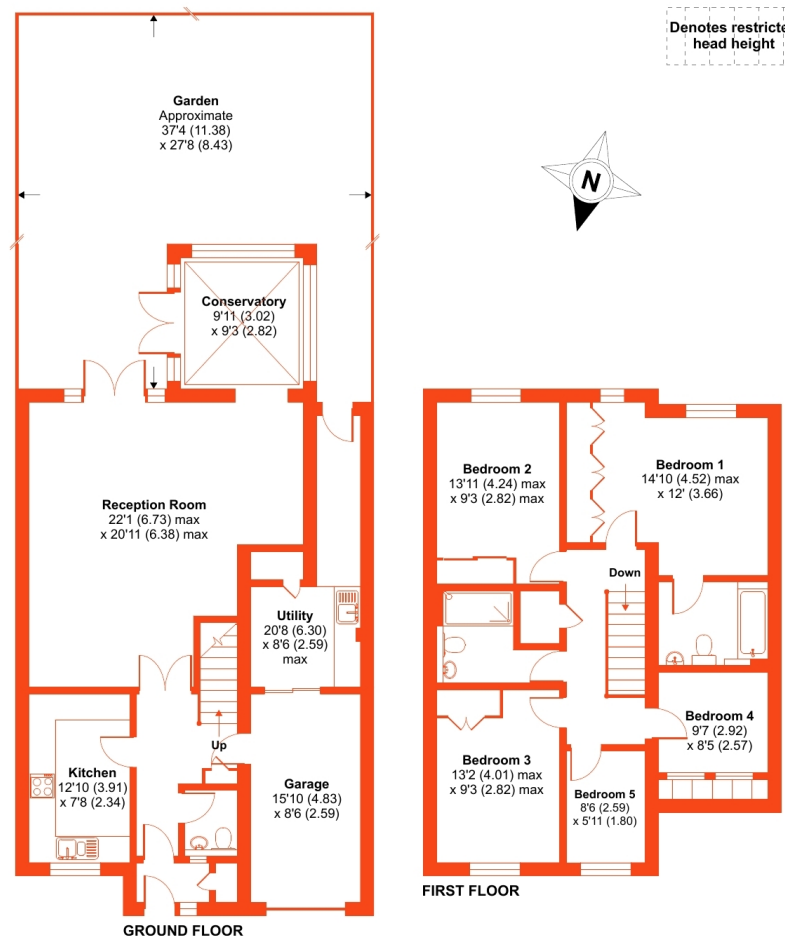 Denotes restricte
head height
Garden
Approximate
37'4 (11.38)
x 27'8 (8.43)
N
Conservatory
9'11 (3.02)
x 9'3 (2.82)
Reception Room
22'1 (6.73) max
x 20'11 (6.38) max
Utility
20'8 (6.30)
x 8'6 (2.59)
max
Up
Kitchen
12'10 (3.91)
x 7'8 (2.34)
Garage
15'10 (4.83)
x 8'6 (2.59)
GROUND FLOOR
Bedroom 2
13'11 (4.24) max
x 9'3 (2.82) max
Bedroom 1
14'10 (4.52) max
x 12' (3.66)
Down
Bedroom 4
9'7 (2.92)
x 8'5 (2.57)
Bedroom 3
13'2 (4.01) max
x 9'3 (2.82) max
Bedroom 5
8'6 (2.59)
x 5'11 (1.80)
FIRST FLOOR